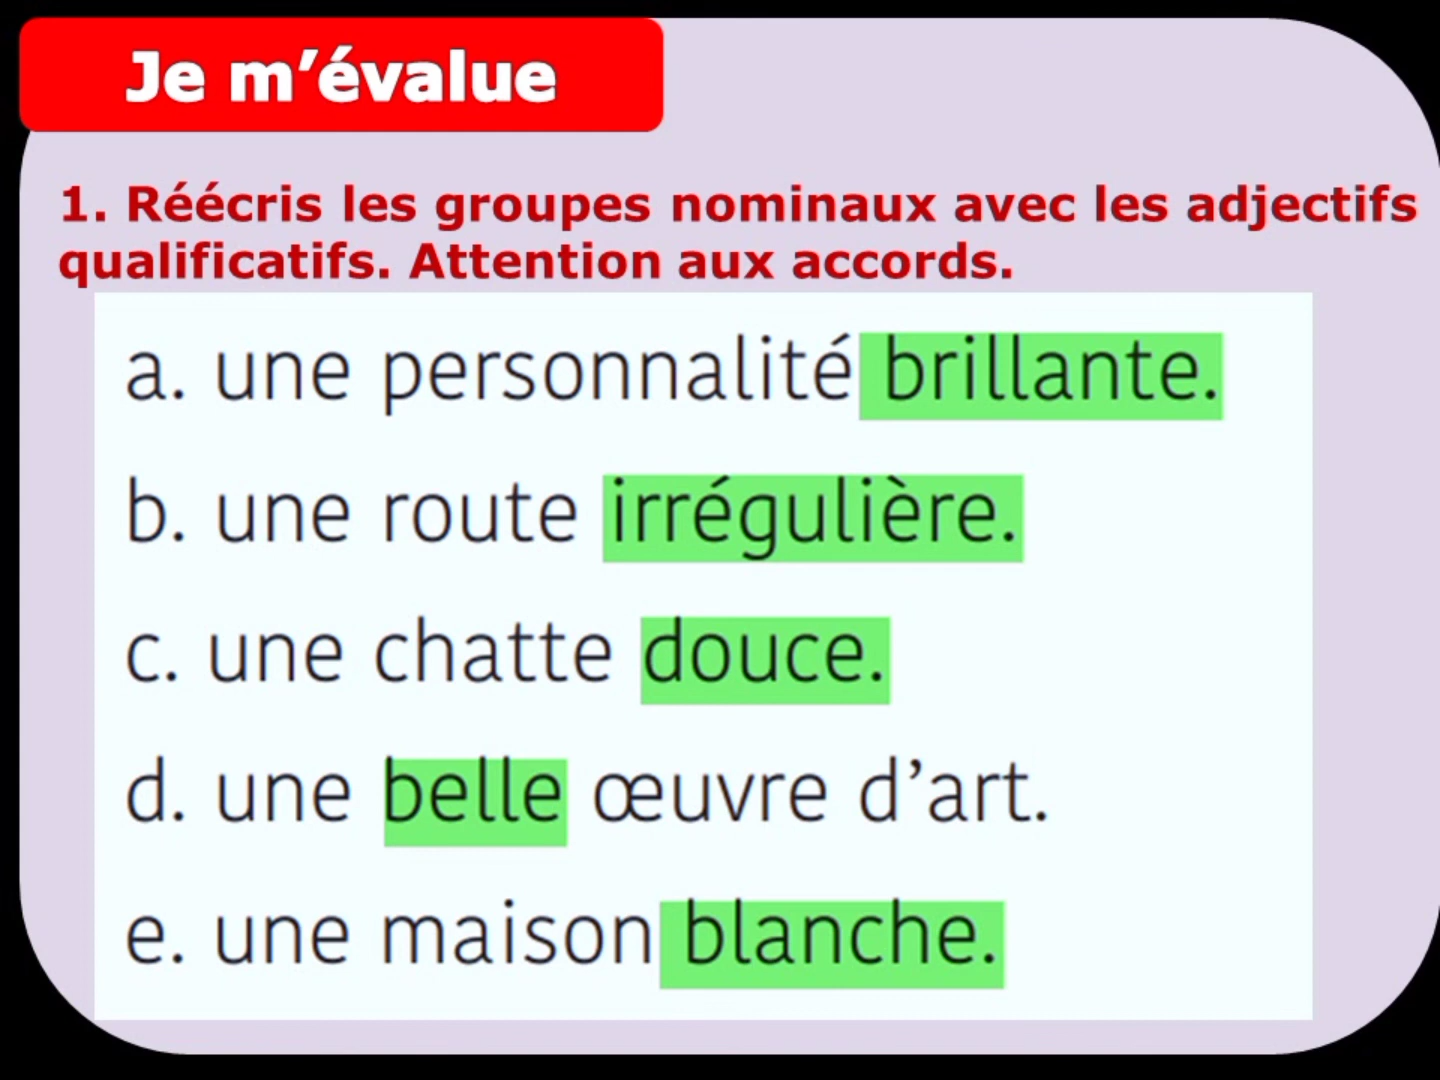 Je m’évalue
1. Réécris les groupes nominaux avec les adjectifs
qualificatifs. Attention aux accords.
a. une personnalité brillante.
b. une route irrégulière.
c. une chatte douce.
d. une belle œuvre d’art.
e. une maison blanche.